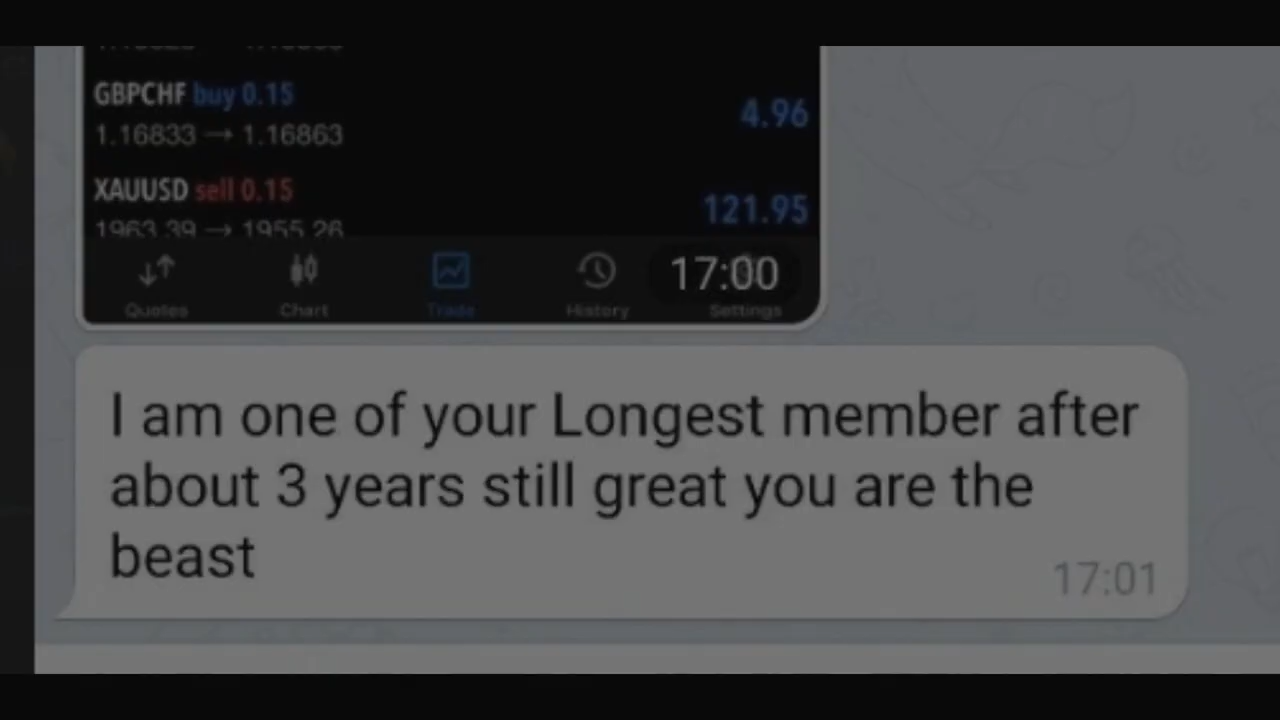 GBPCHF buy 0.15
4.96
1.16833 → 1.16863
XAUUSD sell 0.15
121.95
1963.39 → 1955.26
Quotes
Chart
Trade
History
17:00
Settings
I am one of your Longest member after
about 3 years still great you are the
beast
17:01